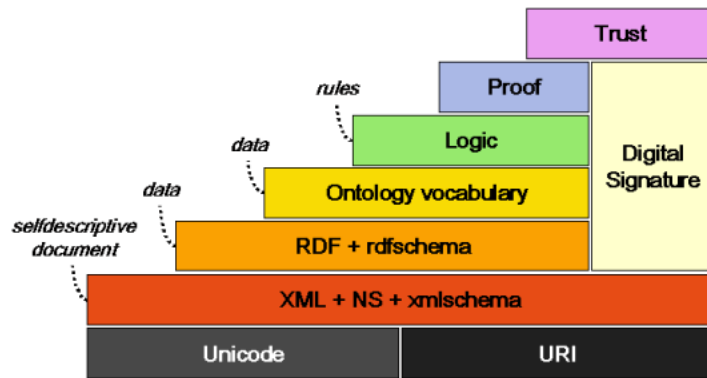 Trust
rules
Proof
data
Logic
Digital
Signature
data
Ontology vocabulary
selfdescriptive
document
RDF + rdfschema
XML + NS + xmlschema
Unicode
URI